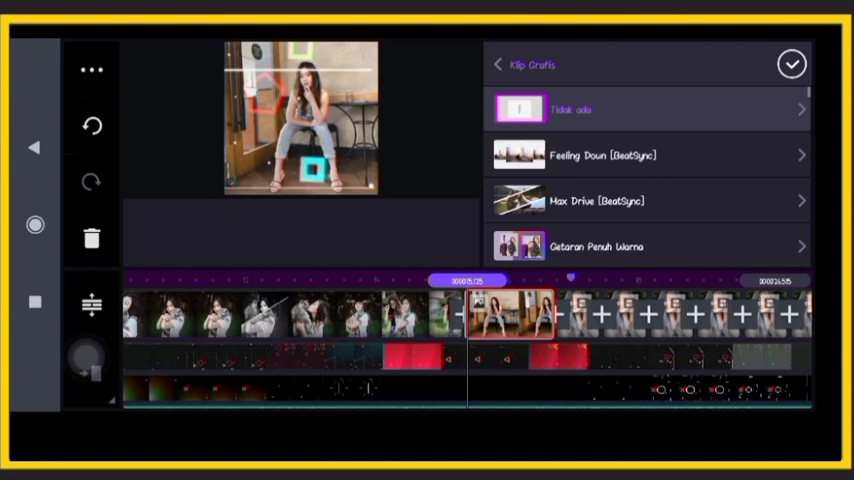 Klip Grafis
Tidak ada
Feeling Down [BeatSync]
Max Drive [BeatSync]
Getaran Penuh Warna